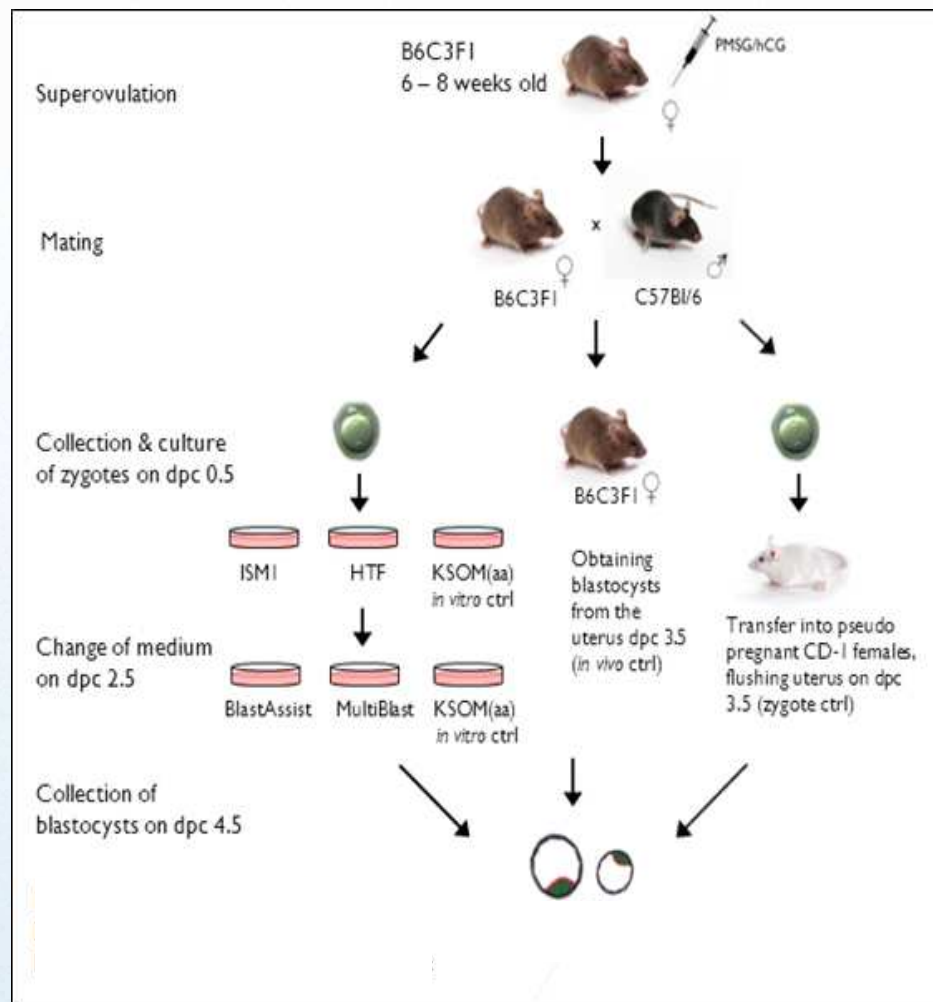 B6C3F1
6 – 8 weeks old
PMSG/hCG
Superovulation
♀
Mating
x
♀
♂
B6C3F1
C57Bl/6
Collection & culture
of zygotes on dpc 0.5
B6C3F1 ♀
ISM1
HTF
KSOM(aa)
in vitro ctrl
Obtaining
blastocysts
from the
uterus dpc 3.5
(in vivo ctrl)
Transfer into pseudo
pregnant CD-1 females,
flushing uterus on dpc
3.5 (zygote ctrl)
Change of medium
on dpc 2.5
BlastAssist
MultiBlast
KSOM(aa)
in vitro ctrl
Collection of
blastocysts on dpc 4.5